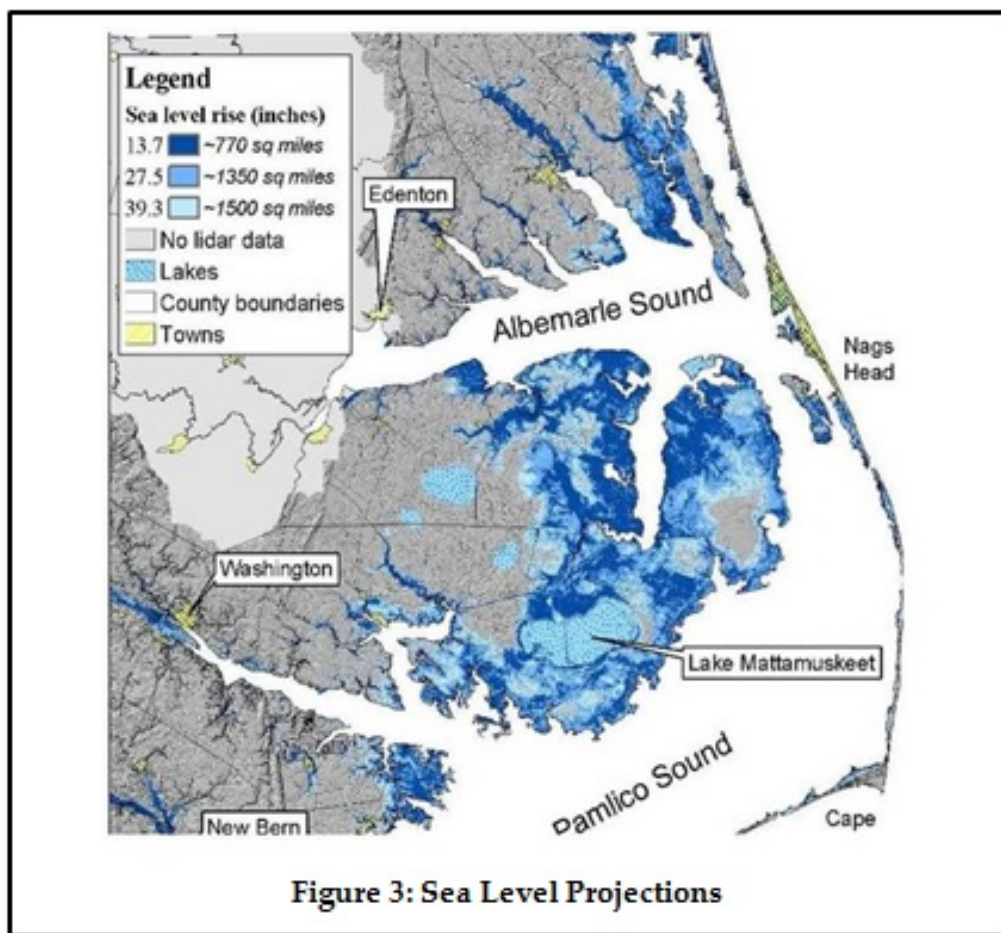 Legend
Sea level rise (inches)
13.7 ~770 sq miles
27.5 ~1350 sq miles
39.3 ~1500 sq miles
No lidar data
Lakes
County boundaries
Towns
Edenton
Albemarle Sound
Nags
Head
Washington
Lake Mattamuskeet
Pamlico Sound
New Bern
Cape
Figure 3: Sea Level Projections